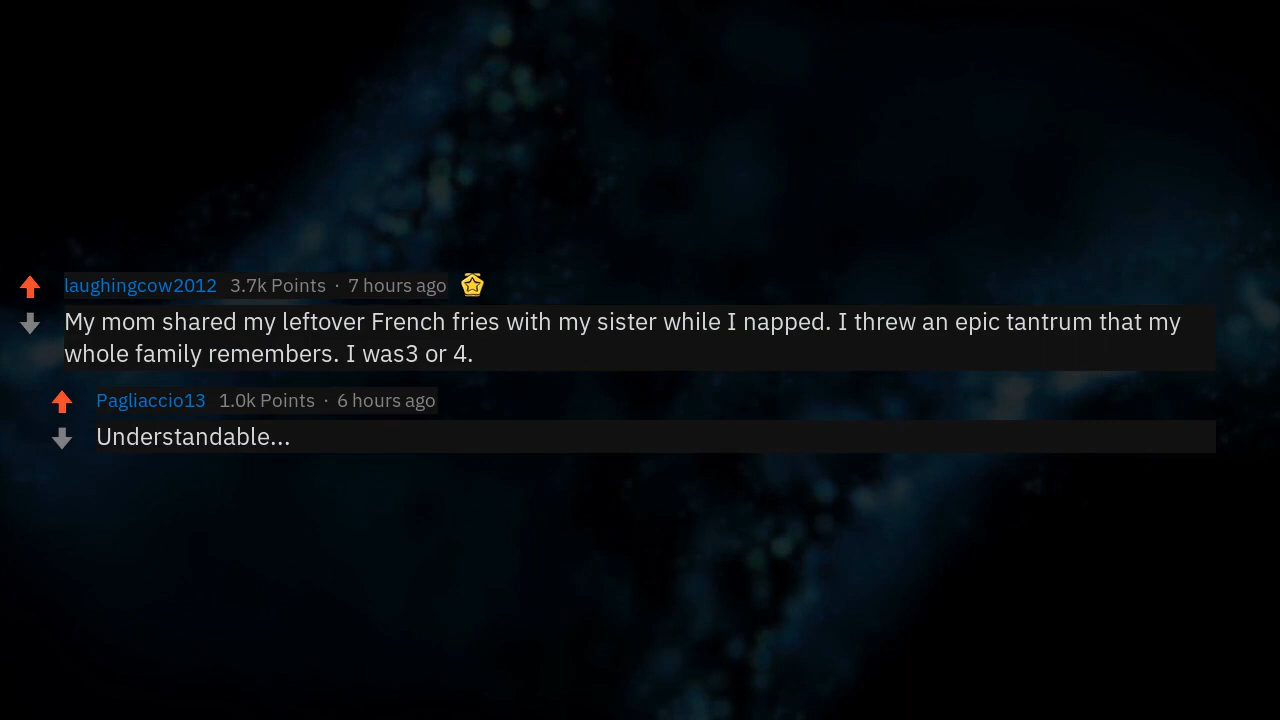 laughingcow2012 3.7k Points · 7 hours ago
My mom shared my leftover French fries with my sister while I napped. I threw an epic tantrum that my
whole family remembers. I was3 or 4.
Pagliaccio13 1.0k Points · 6 hours ago
Understandable...